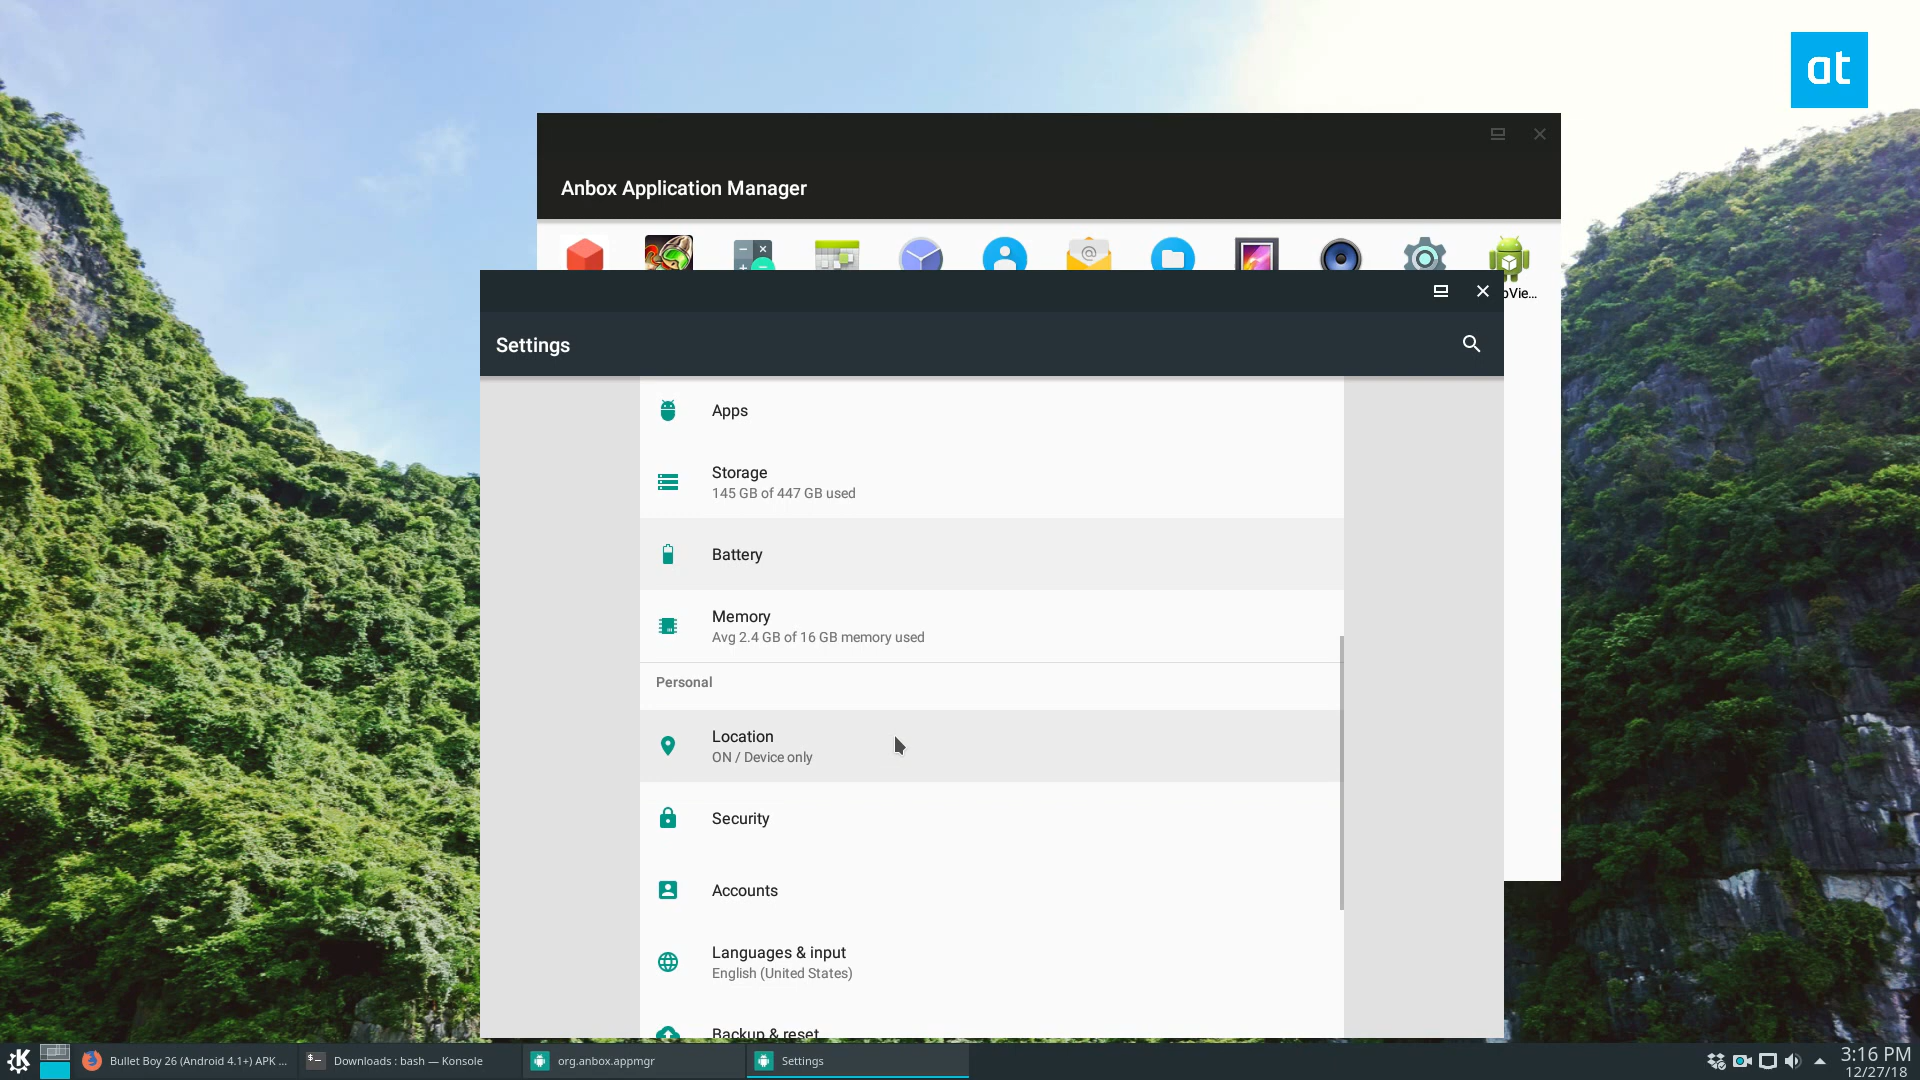 at
Anbox Application Manager
Settings
Apps
Storage
145 GB of 447 GB used
Battery
Memory
Avg 2.4 GB of 16 GB memory used
Personal
Location
ON / Device only
Security
Accounts
Languages & input
English (United States)
Backup & reset
Bullet Boy 26 (Android 4.1+) APK ...
Downloads : bash — Konsole
org.anbox.appmgr
Settings
3:16 PM
12/27/18